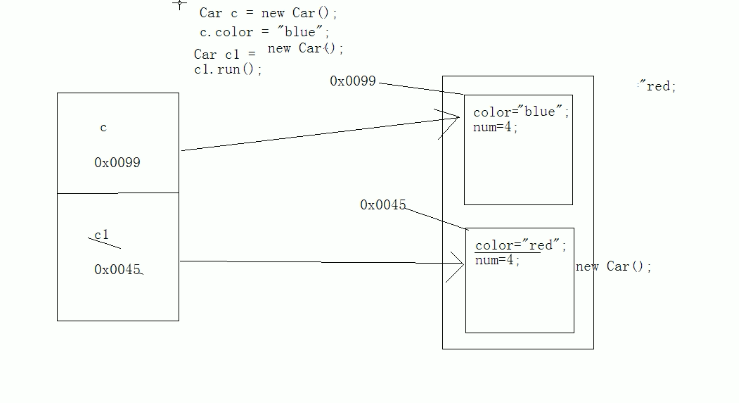 Car c = new Car();
c.color = "blue";
Car c1 = new Car();
c1.run();
0x0099
"red;
c
0x0099
color="blue";
num=4;
0x0045
c1
0x0045
color="red";
num=4;
new Car();